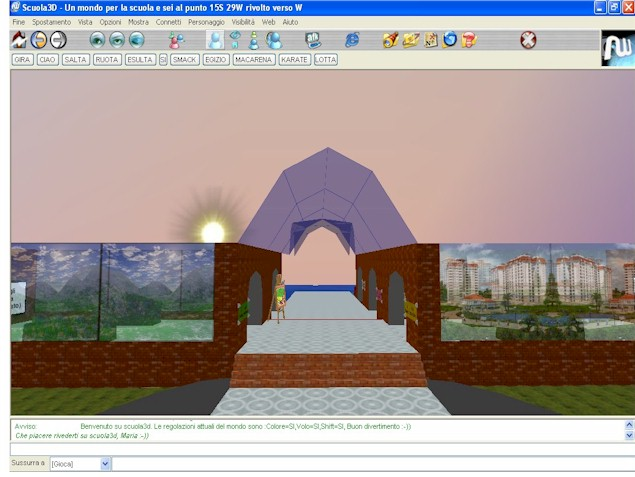 Scuola3D - Un mondo per la scuola e sei al punto 15S 29W rivolto verso W
Fine Spostamento Vista Opzioni Mostra Connetti Personaggio Visibilità Web Aiuto
GIRA CIAO SALTA RUOTA ESULTA SI SMACK EGIZIO MACARENA KARATE LOTTA
Avviso: Benvenuto su scuola3d. Le regolazioni attuali del mondo sono :Colore=SI,Volo=SI,Shift=SI, Buon divertimento :-))
Che piacere rivederti su scuola3d, Maria :-))
Sussurra a [Gioca]